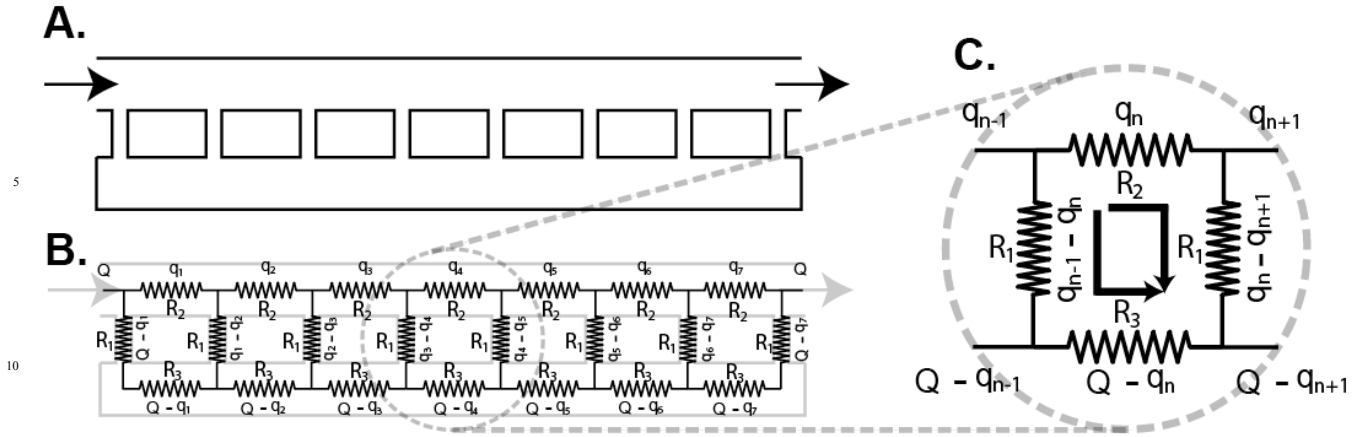 A.
C.
qn-1
qn
qn+1
R2
5
R1
qn-1 - qn
R1
qn - qn+1
R3
Q - qn-1
Q - qn
Q - qn+1
B.
Q
q1
q2
q3
q4
q5
q6
q7
Q
R2
R2
R2
R2
R2
R2
R2
R1
Q - q1
R1
q1 - q2
R1
q2 - q3
R1
q3 - q4
R1
q4 - q5
R1
q5 - q6
R1
q6 - q7
R1
Q - q7
10
R3
R3
R3
R3
R3
R3
R3
Q - q1
Q - q2
Q - q3
Q - q4
Q - q5
Q - q6
Q - q7